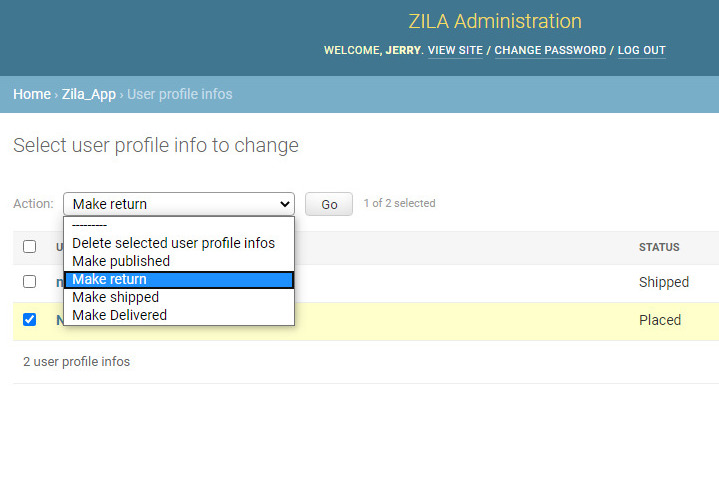 ZILA Administration
WELCOME, JERRY. VIEW SITE / CHANGE PASSWORD / LOG OUT
Home › Zila_App › User profile infos
Select user profile info to change
Action: Make return Go 1 of 2 selected
---------
Delete selected user profile infos
Make published
Make return
Make shipped
Make Delivered
STATUS
Shipped
Placed
2 user profile infos